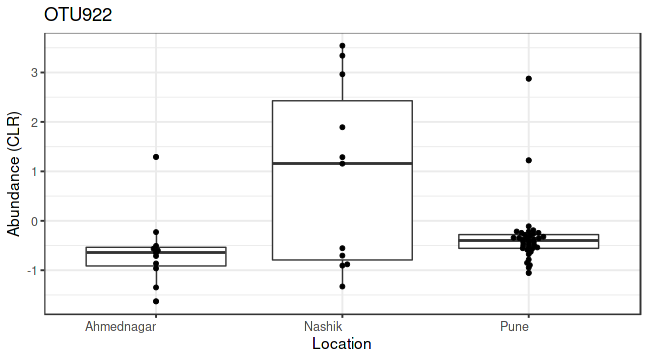 OTU922
Abundance (CLR)
3
2
1
0
-1
Ahmednagar
Nashik
Pune
Location